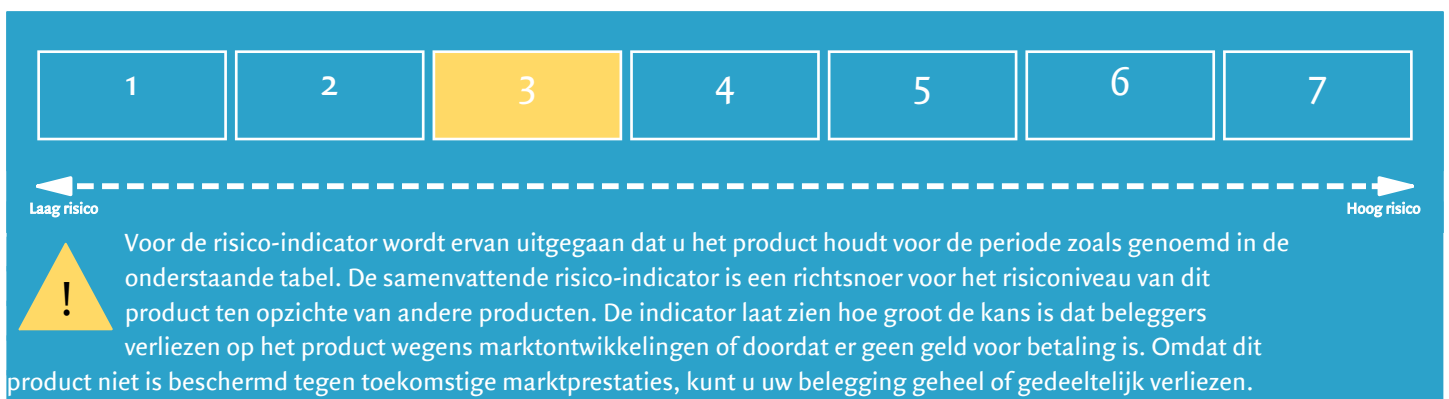 1 2 3 4 5 6 7
Laag risico Hoog risico
Voor de risico-indicator wordt ervan uitgegaan dat u het product houdt voor de periode zoals genoemd in de
onderstaande tabel. De samenvattende risico-indicator is een richtsnoer voor het risiconiveau van dit
! product ten opzichte van andere producten. De indicator laat zien hoe groot de kans is dat beleggers
verliezen op het product wegens marktontwikkelingen of doordat er geen geld voor betaling is. Omdat dit
product niet is beschermd tegen toekomstige marktprestaties, kunt u uw belegging geheel of gedeeltelijk verliezen.